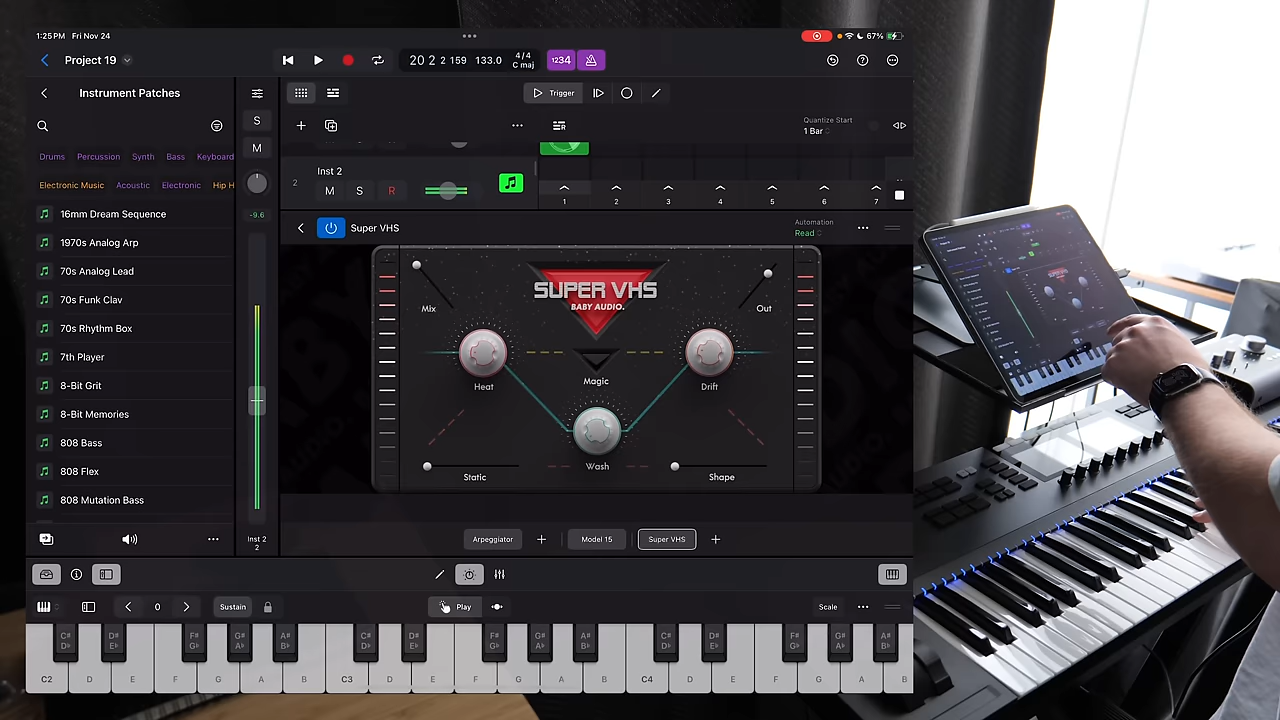 1:25 PM Fri Nov 24
67%
Project 19
20 2 2 159 133.0 4/4 C maj
1234
Instrument Patches
Trigger
Quantize Start
1 Bar
Drums Percussion Synth Bass Keyboard
Electronic Music Acoustic Electronic Hip H
16mm Dream Sequence
1970s Analog Arp
70s Analog Lead
70s Funk Clav
70s Rhythm Box
7th Player
8-Bit Grit
8-Bit Memories
808 Bass
808 Flex
808 Mutation Bass
S
M
-9.6
Inst 2
2
2
Inst 2
M S R
1 2 3 4 5 6 7
Super VHS
Automation
Read
Mix
Out
SUPER VHS
BABY AUDIO.
Heat
Magic
Drift
Wash
Static
Shape
Arpeggiator
Model 15
Super VHS
0
Sustain
Play
Scale
C# D# F# G# A# C# D# F# G# A# C# D# F# G# A#
D♭ E♭ G♭ A♭ B♭ D♭ E♭ G♭ A♭ B♭ D♭ E♭ G♭ A♭ B♭
C2 D E F G A B C3 D E F G A B C4 D E F G A B